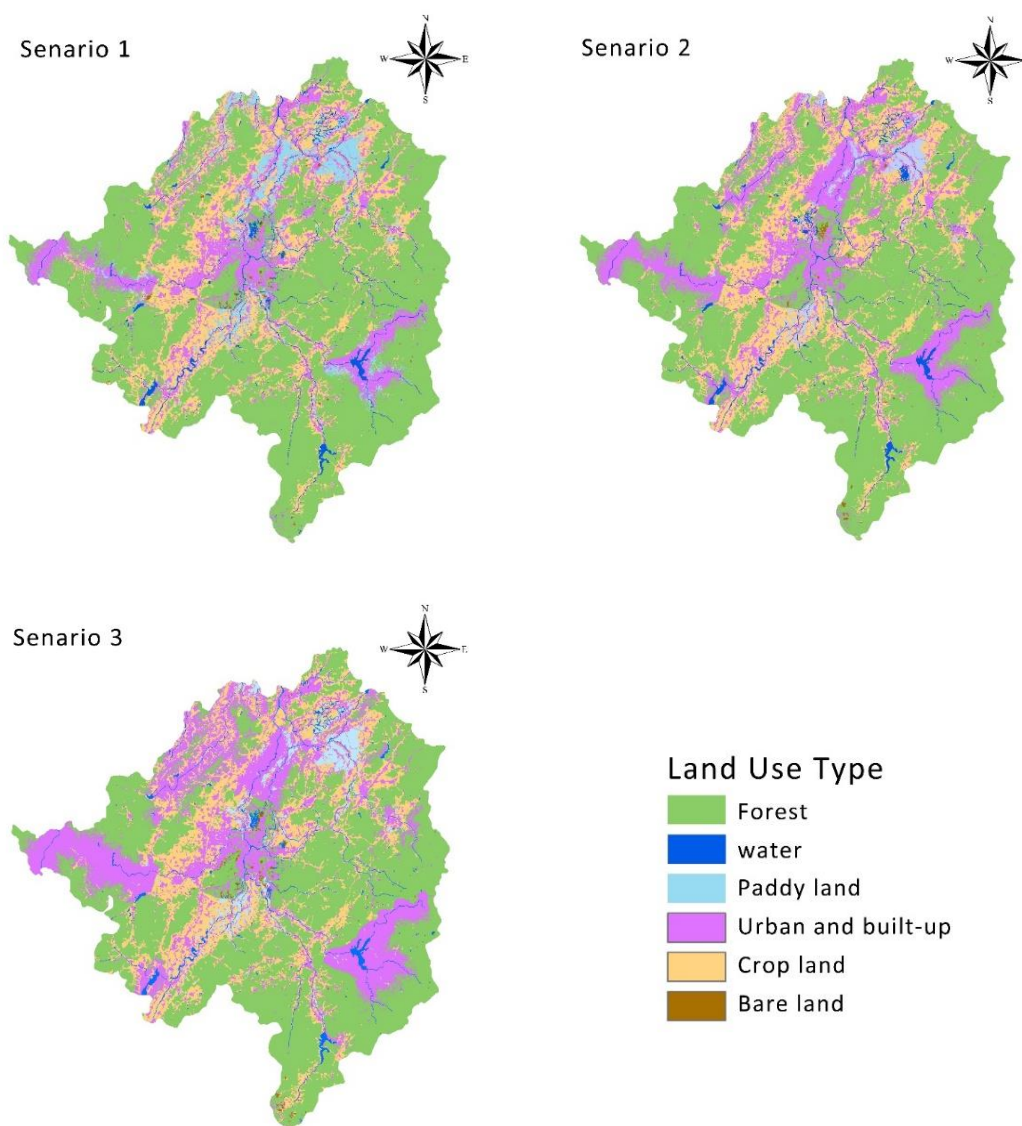 Senario 1
N
W
E
S
Senario 2
N
W
S
Senario 3
N
W
E
S
Land Use Type
Forest
water
Paddy land
Urban and built-up
Crop land
Bare land